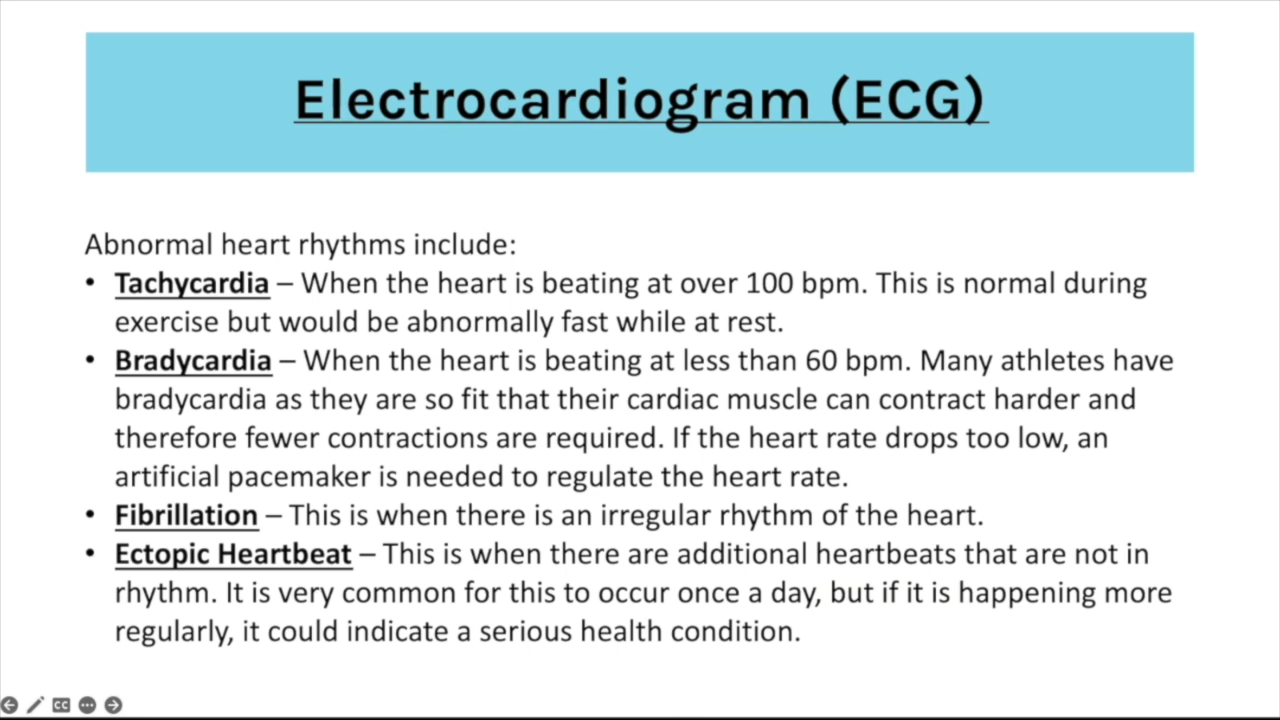 Electrocardiogram (ECG)
Abnormal heart rhythms include:
• Tachycardia – When the heart is beating at over 100 bpm. This is normal during
exercise but would be abnormally fast while at rest.
• Bradycardia – When the heart is beating at less than 60 bpm. Many athletes have
bradycardia as they are so fit that their cardiac muscle can contract harder and
therefore fewer contractions are required. If the heart rate drops too low, an
artificial pacemaker is needed to regulate the heart rate.
• Fibrillation – This is when there is an irregular rhythm of the heart.
• Ectopic Heartbeat – This is when there are additional heartbeats that are not in
rhythm. It is very common for this to occur once a day, but if it is happening more
regularly, it could indicate a serious health condition.
CC